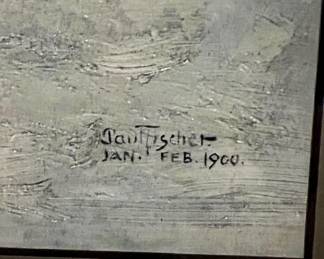 Paul Fischer.
JAN. FEB. 1900.